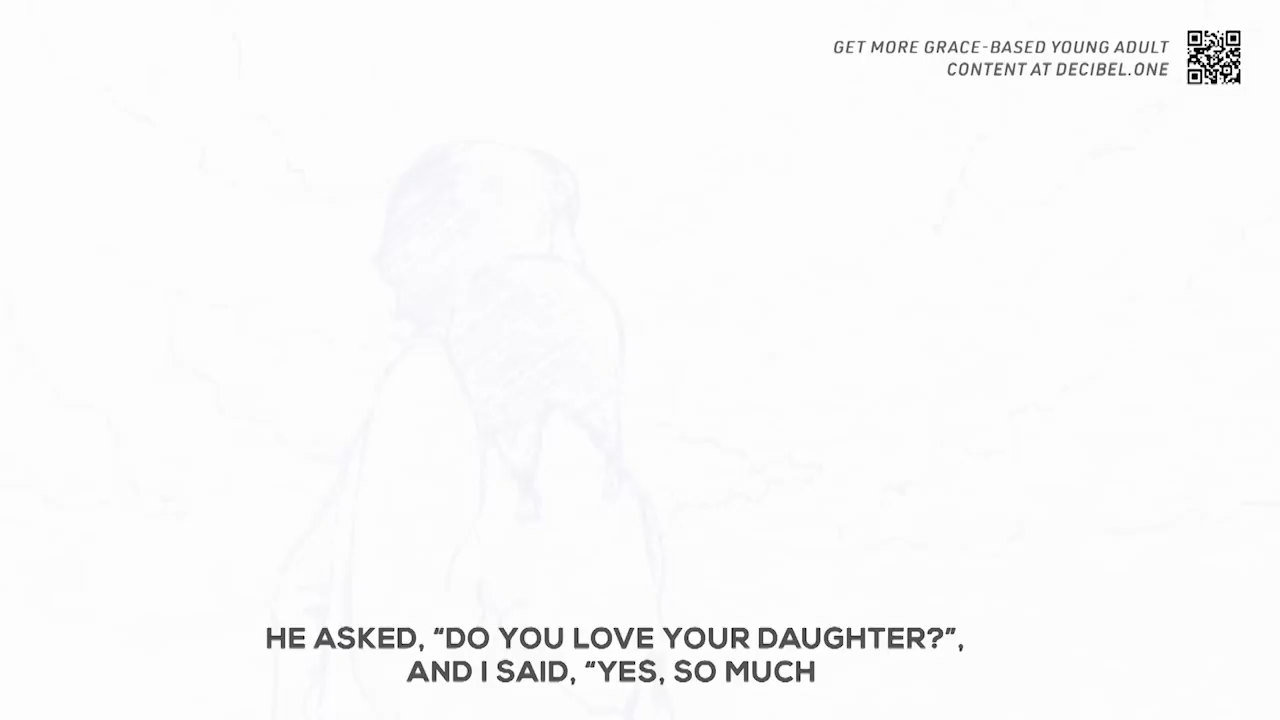 GET MORE GRACE-BASED YOUNG ADULT
CONTENT AT DECIBEL.ONE
HE ASKED, “DO YOU LOVE YOUR DAUGHTER?”,
AND I SAID, “YES, SO MUCH